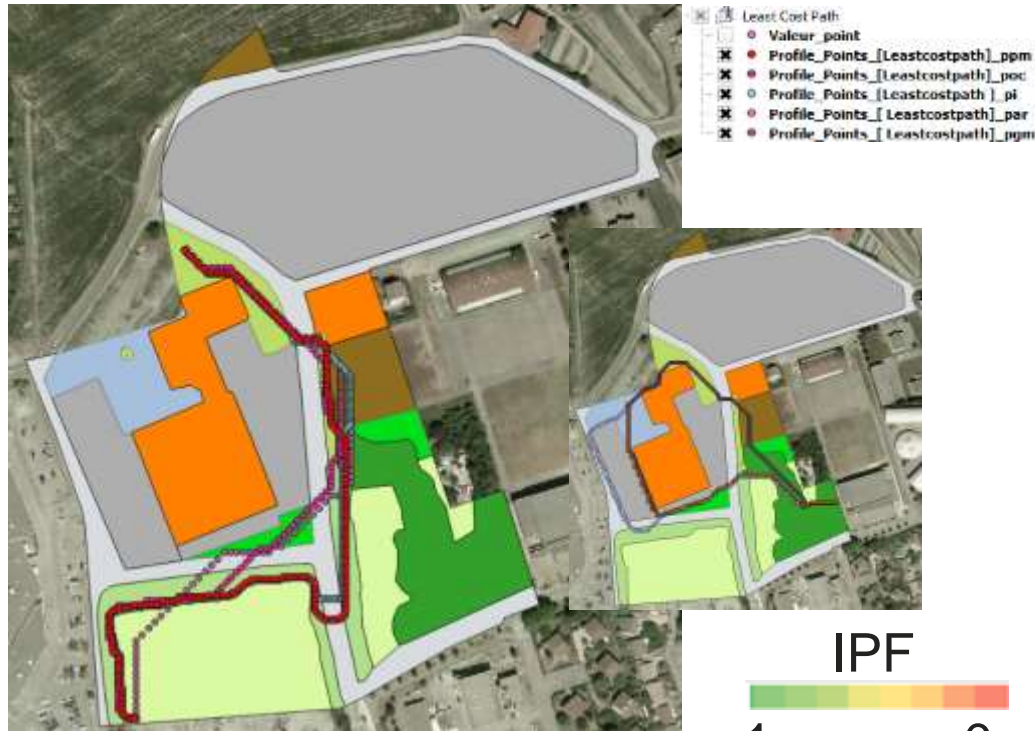 Least Cost Path
Valeur_point
Profile_Points_[Leastcostpath]_ppm
Profile_Points_[Leastcostpath]_poc
Profile_Points_[Leastcostpath ]_pi
Profile_Points_[ Leastcostpath]_par
Profile_Points_[ Leastcostpath]_pgm
IPF